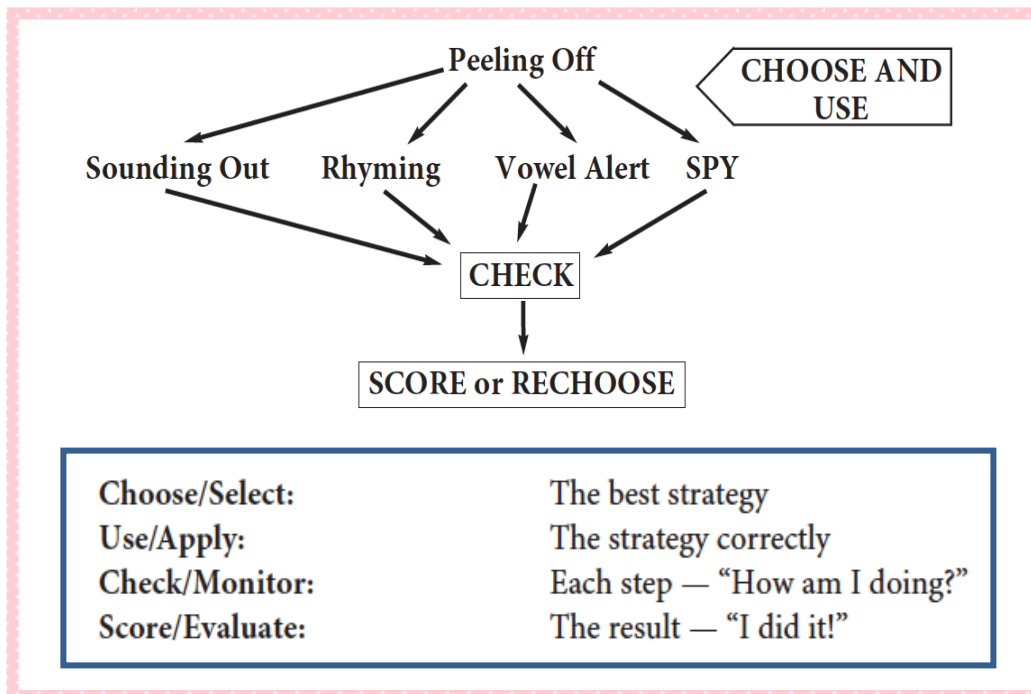 Peeling Off
CHOOSE AND
USE
Sounding Out Rhyming Vowel Alert SPY
CHECK
SCORE or RECHOOSE
Choose/Select: The best strategy
Use/Apply: The strategy correctly
Check/Monitor: Each step — “How am I doing?”
Score/Evaluate: The result — “I did it!”